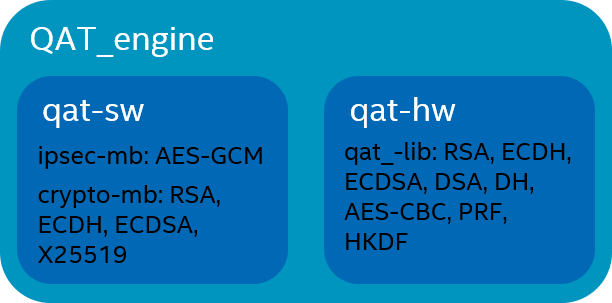 QAT_engine
qat-sw
ipsec-mb: AES-GCM
crypto-mb: RSA,
ECDH, ECDSA,
X25519
qat-hw
qat_-lib: RSA, ECDH,
ECDSA, DSA, DH,
AES-CBC, PRF,
HKDF